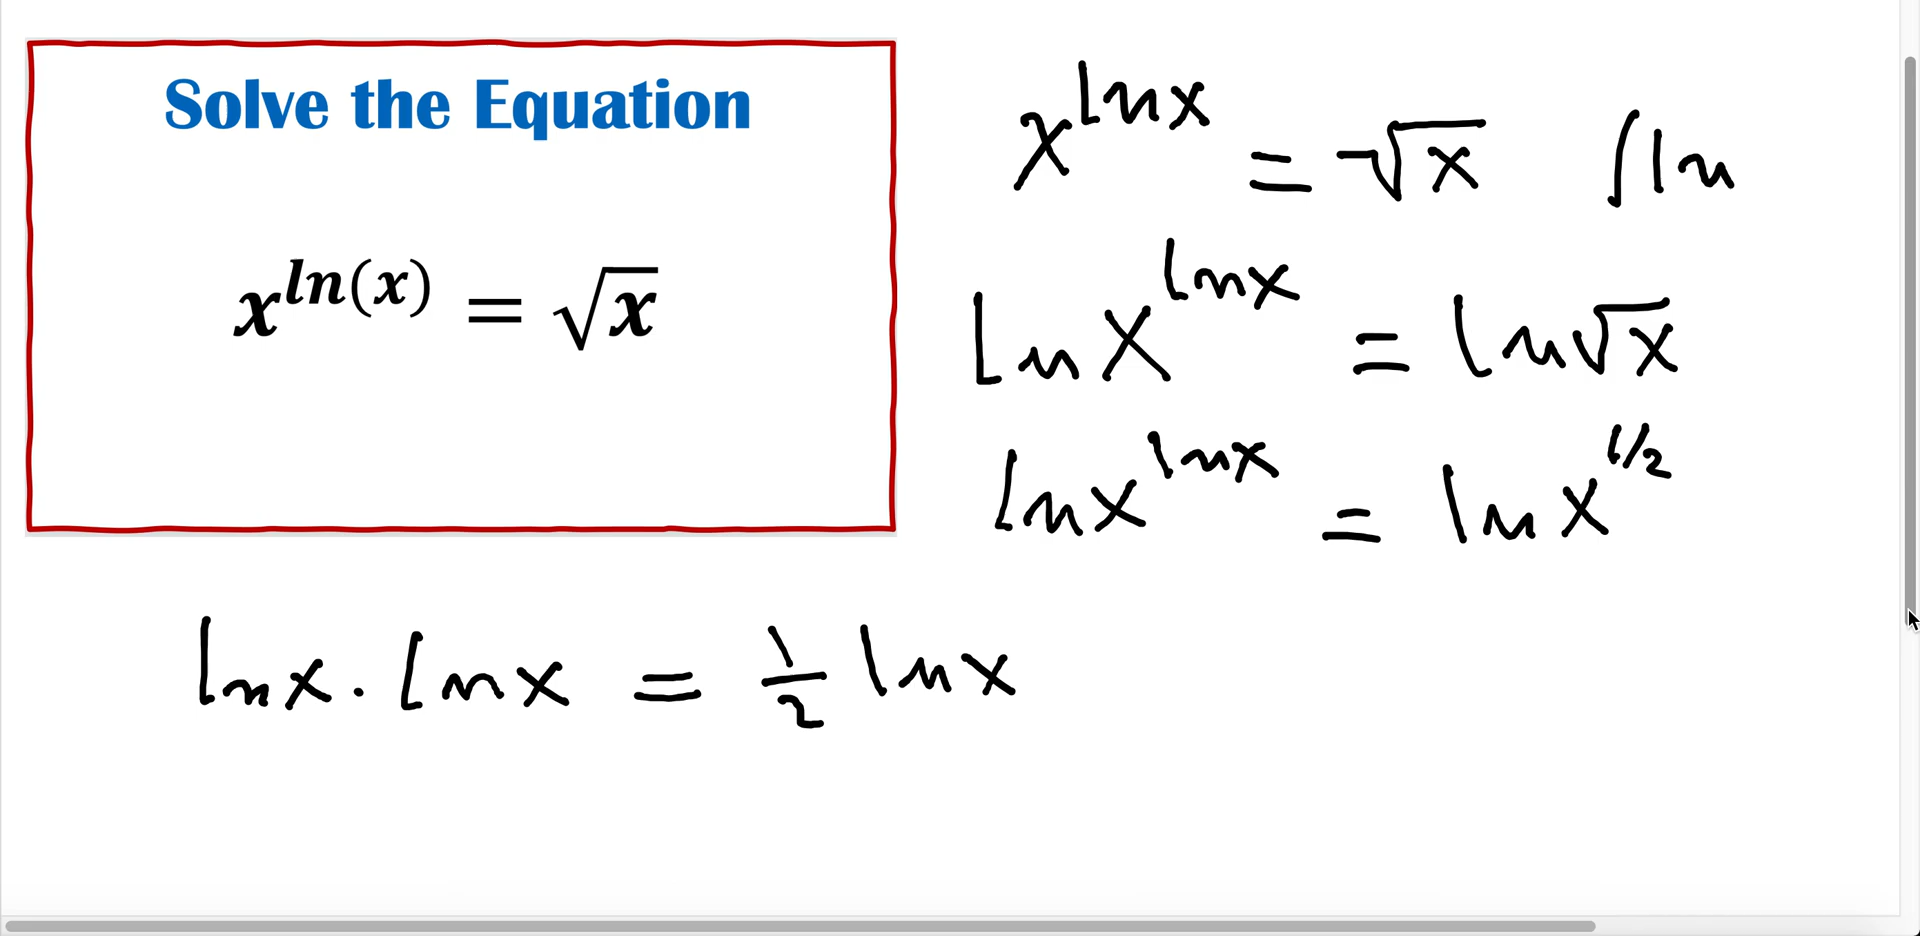 Solve the Equation
x^{ln(x)} = √x
x^{lnx} = √x ∫ln
lnx^{lnx} = ln√x
lnx^{lnx} = lnx^{1/2}
lnx · lnx = 1/2 lnx